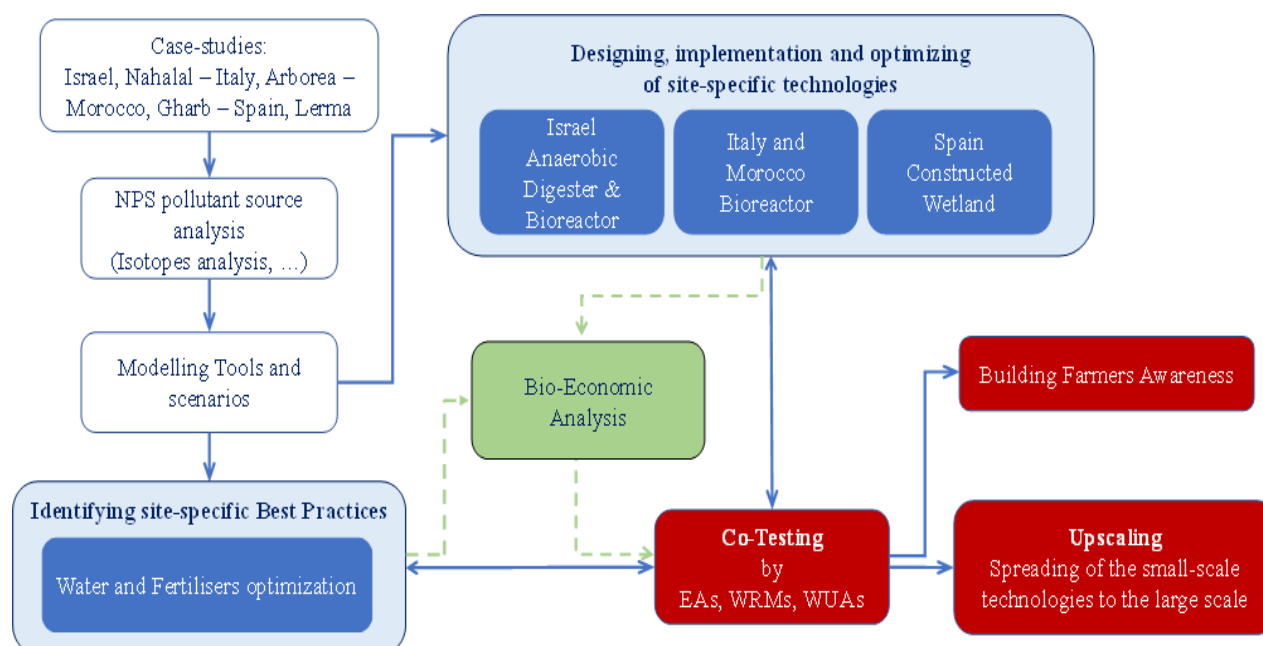 Case-studies:
Israel, Nahalal – Italy, Arborea –
Morocco, Gharb – Spain, Lerma
NPS pollutant source
analysis
(Isotopes analysis, ...)
Modelling Tools and
scenarios
Identifying site-specific Best Practices
Water and Fertilisers optimization
Designing, implementation and optimizing
of site-specific technologies
Israel
Anaerobic
Digester &
Bioreactor
Italy and
Morocco
Bioreactor
Spain
Constructed
Wetland
Bio-Economic
Analysis
Co-Testing
by
EAs, WRMs, WUAs
Building Farmers Awareness
Upscaling
Spreading of the small-scale
technologies to the large scale